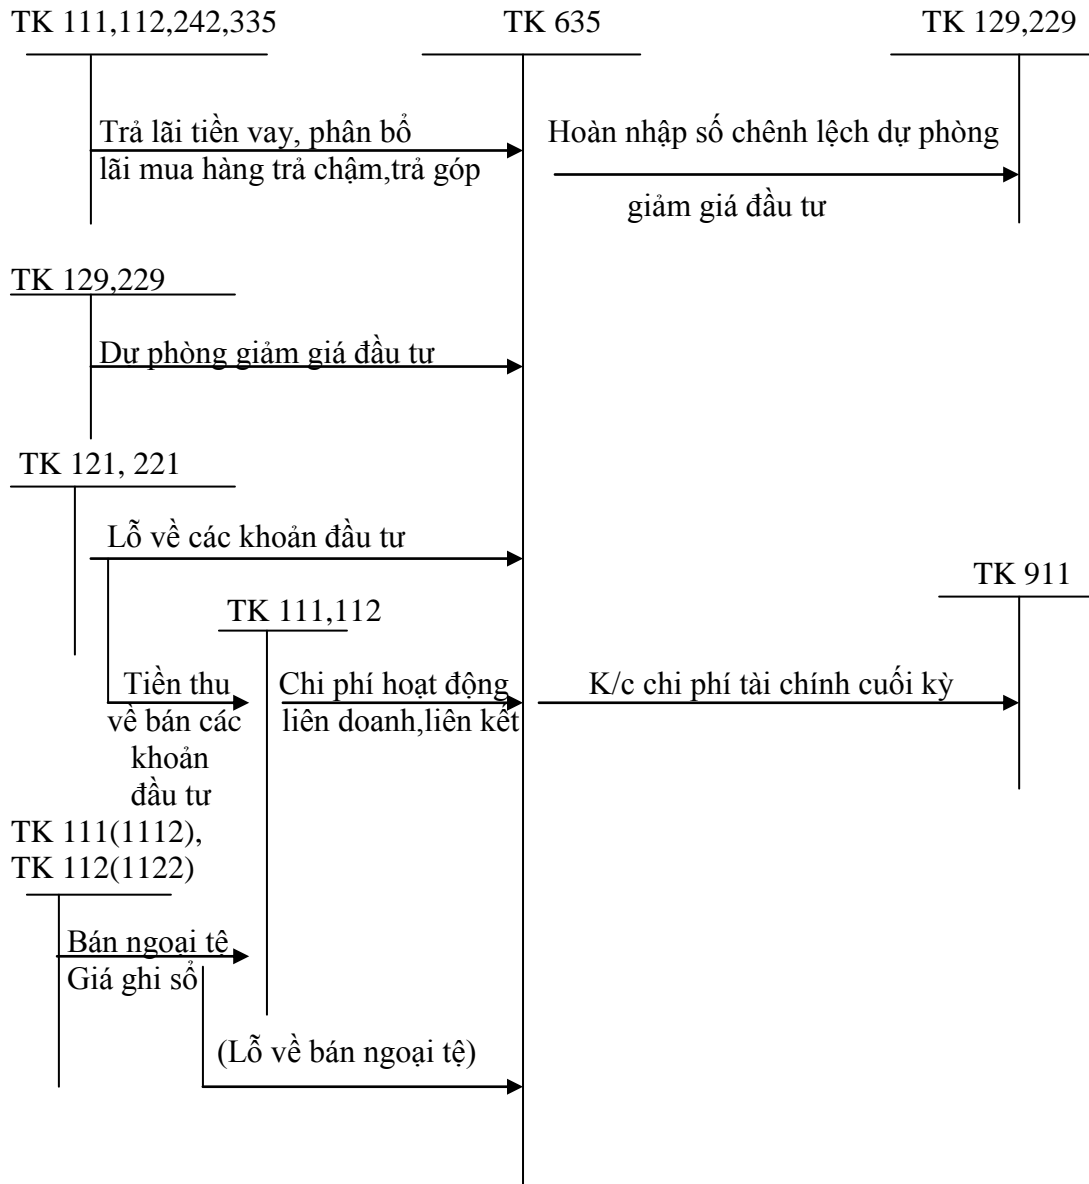 TK 111,112,242,335
TK 635
TK 129,229
Trả lãi tiền vay, phân bổ
lãi mua hàng trả chậm,trả góp
Hoàn nhập số chênh lệch dự phòng
giảm giá đầu tư
TK 129,229
Dự phòng giảm giá đầu tư
TK 121, 221
Lỗ về các khoản đầu tư
TK 911
TK 111,112
Tiền thu
về bán các
khoản
đầu tư
Chi phí hoạt động
liên doanh,liên kết
K/c chi phí tài chính cuối kỳ
TK 111(1112),
TK 112(1122)
Bán ngoại tệ
Giá ghi sổ
(Lỗ về bán ngoại tệ)